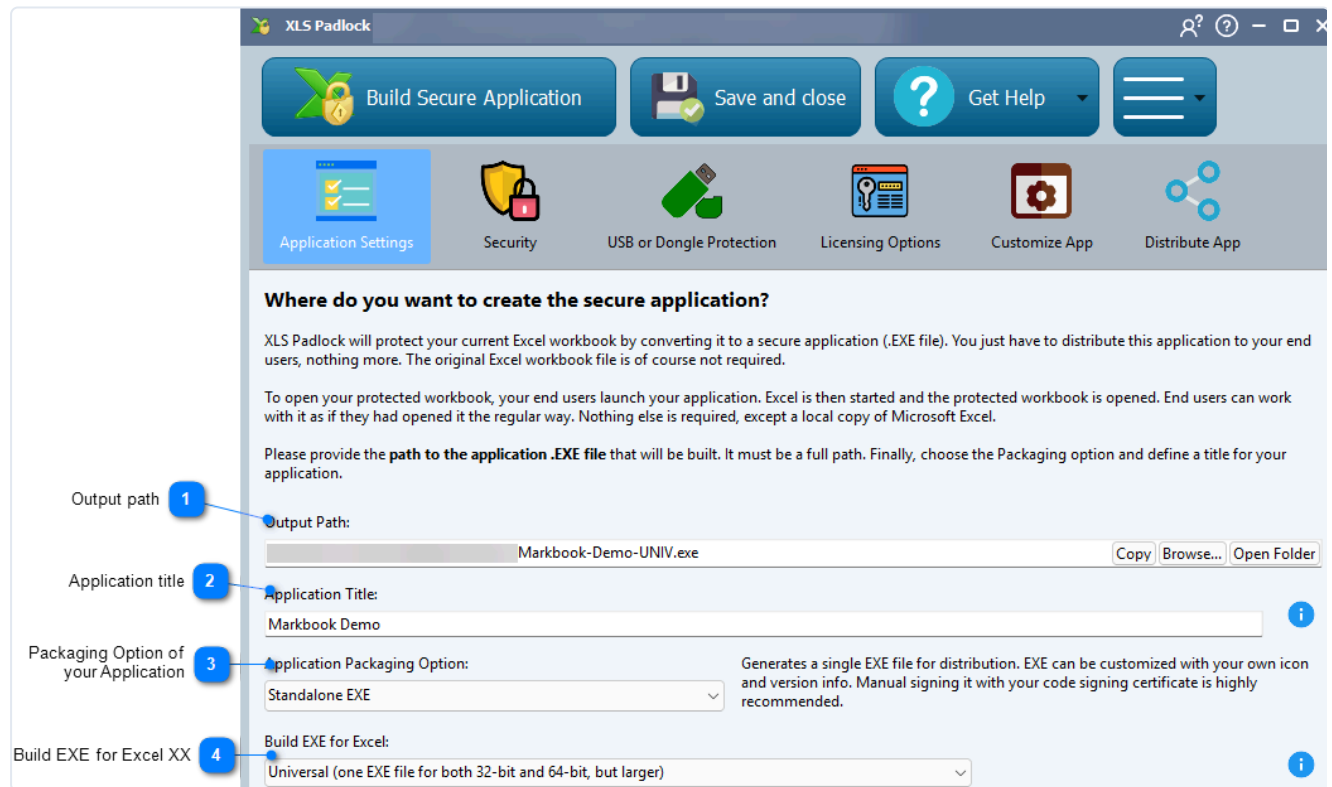 XLS Padlock
Build Secure Application
Save and close
? Get Help
Application Settings
Security
USB or Dongle Protection
Licensing Options
Customize App
Distribute App
Where do you want to create the secure application?
XLS Padlock will protect your current Excel workbook by converting it to a secure application (.EXE file). You just have to distribute this application to your end
users, nothing more. The original Excel workbook file is of course not required.
To open your protected workbook, your end users launch your application. Excel is then started and the protected workbook is opened. End users can work
with it as if they had opened it the regular way. Nothing else is required, except a local copy of Microsoft Excel.
Please provide the path to the application .EXE file that will be built. It must be a full path. Finally, choose the Packaging option and define a title for your
application.
Output path 1
Output Path:
Markbook-Demo-UNIV.exe
Copy Browse... Open Folder
Application title 2
Application Title:
Markbook Demo
Packaging Option of
your Application 3
Application Packaging Option:
Standalone EXE
Generates a single EXE file for distribution. EXE can be customized with your own icon
and version info. Manual signing it with your code signing certificate is highly
recommended.
Build EXE for Excel XX 4
Build EXE for Excel:
Universal (one EXE file for both 32-bit and 64-bit, but larger)